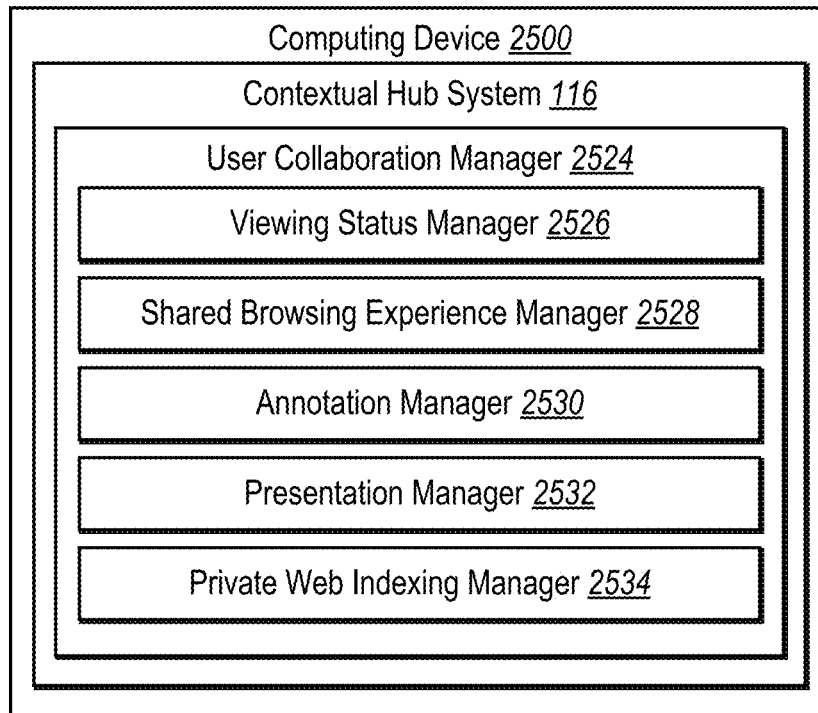 Computing Device 2500
Contextual Hub System 116
User Collaboration Manager 2524
Viewing Status Manager 2526
Shared Browsing Experience Manager 2528
Annotation Manager 2530
Presentation Manager 2532
Private Web Indexing Manager 2534